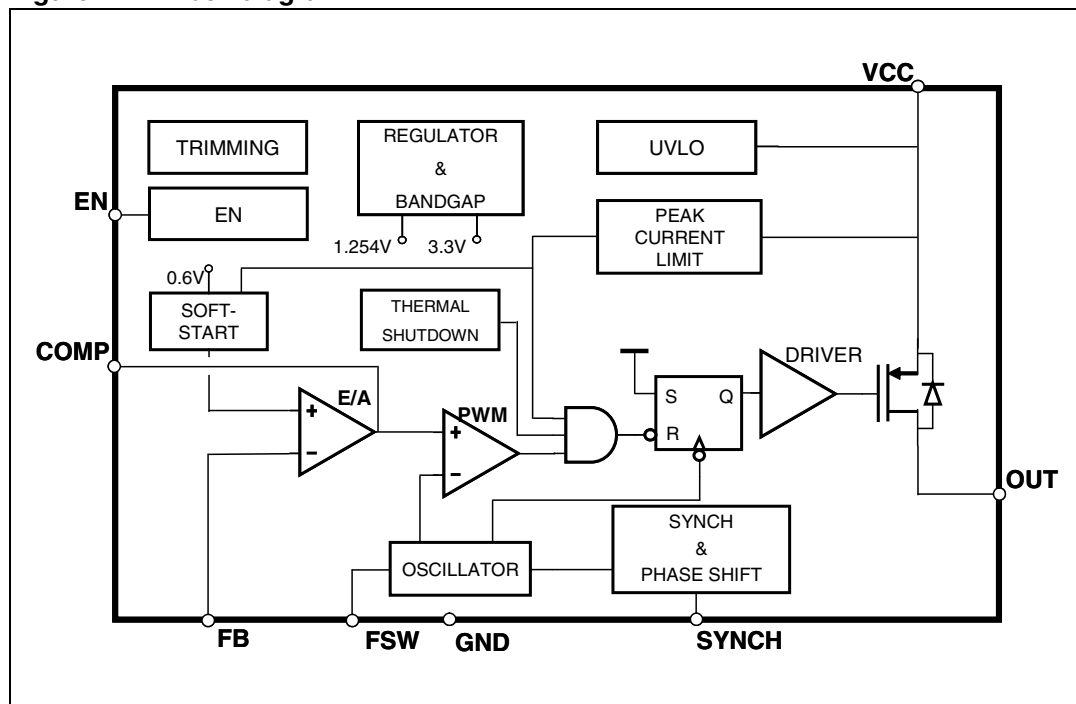 VCC
TRIMMING
REGULATOR
&
BANDGAP
UVLO
EN
EN
1.254V
3.3V
PEAK
CURRENT
LIMIT
0.6V
SOFT-
START
THERMAL
SHUTDOWN
COMP
DRIVER
E/A
+
−
PWM
+
−
S
Q
R
OUT
OSCILLATOR
SYNCH
&
PHASE SHIFT
FB
FSW
GND
SYNCH